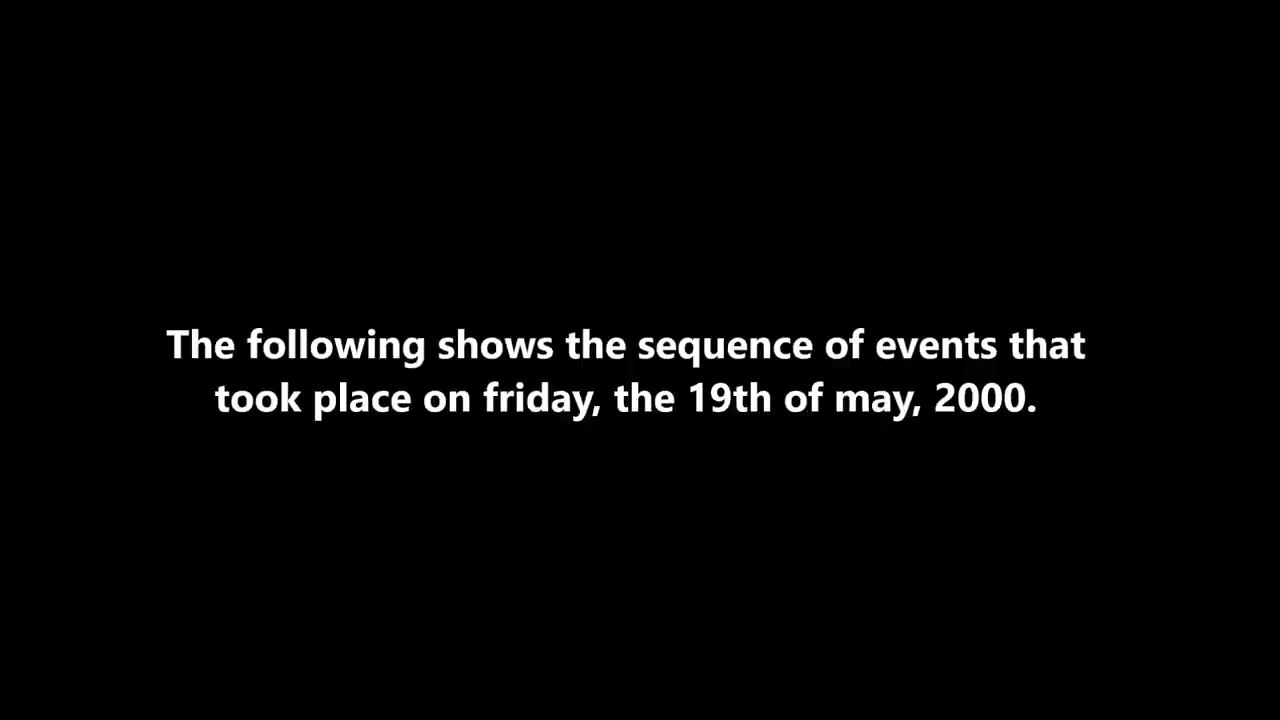 The following shows the sequence of events that
took place on friday, the 19th of may, 2000.